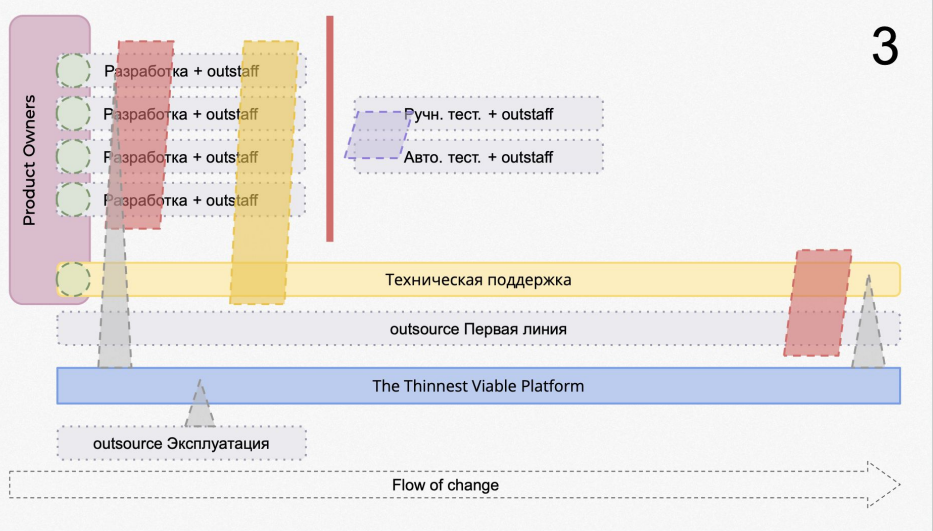 3
Product Owners
Разработка + outstaff
Разработка + outstaff
Ручн. тест. + outstaff
Разработка + outstaff
Авто. тест. + outstaff
Разработка + outstaff
Техническая поддержка
outsource Первая линия
The Thinnest Viable Platform
outsource Эксплуатация
Flow of change